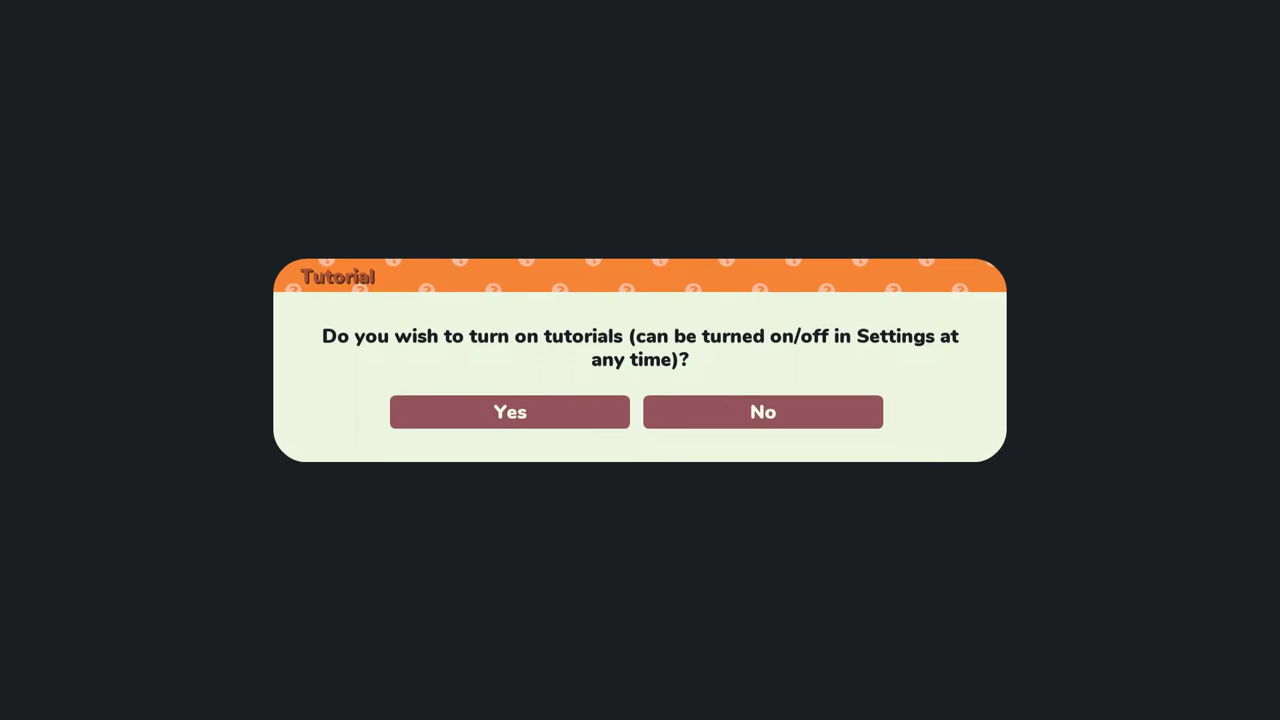 Tutorial
Do you wish to turn on tutorials (can be turned on/off in Settings at
any time)?
Yes
No